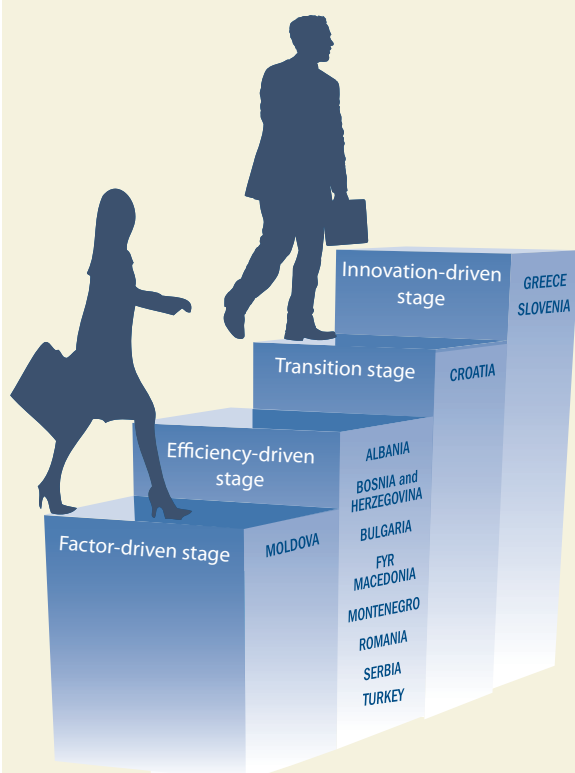 Innovation-driven
stage
GREECE
SLOVENIA
Transition stage
CROATIA
Efficiency-driven
stage
ALBANIA
BOSNIA and
HERZEGOVINA
BULGARIA
FYR
MACEDONIA
MONTENEGRO
ROMANIA
SERBIA
TURKEY
Factor-driven stage
MOLDOVA